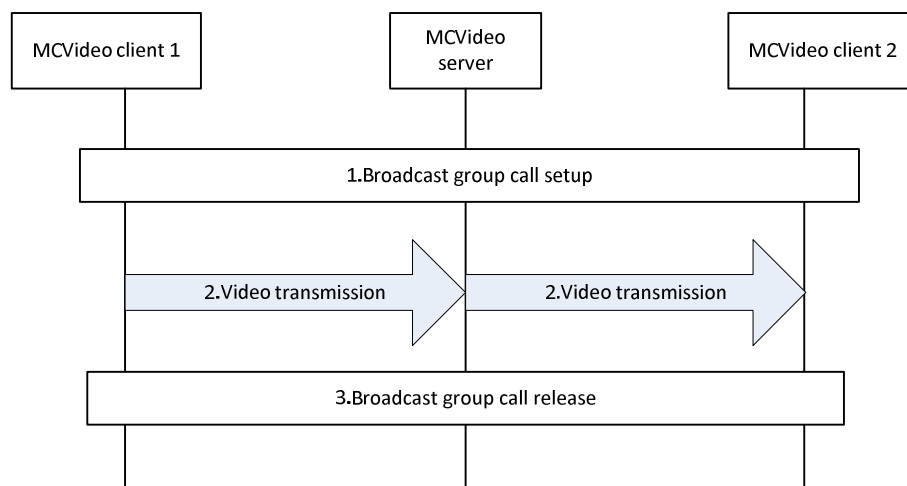 MCVideo client 1
MCVideo
server
MCVideo client 2
1.Broadcast group call setup
2.Video transmission
2.Video transmission
3.Broadcast group call release